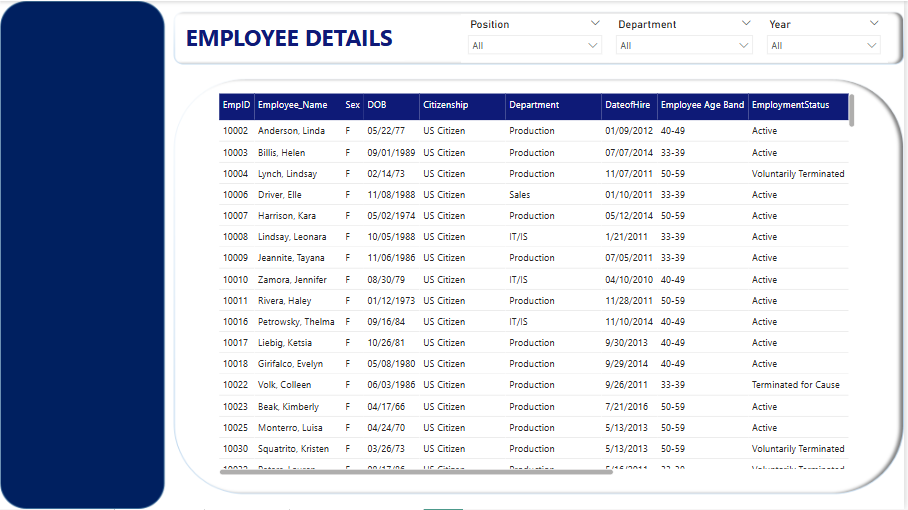 Position Department Year
EMPLOYEE DETAILS
All All All
EmpID Employee_Name Sex DOB Citizenship Department DateofHire Employee Age Band EmploymentStatus
10002 Anderson, Linda F 05/22/77 US Citizen Production 01/09/2012 40-49 Active
10003 Billis, Helen F 09/01/1989 US Citizen Production 07/07/2014 33-39 Active
10004 Lynch, Lindsay F 02/14/73 US Citizen Production 11/07/2011 50-59 Voluntarily Terminated
10006 Driver, Elle F 11/08/1988 US Citizen Sales 01/10/2011 33-39 Active
10007 Harrison, Kara F 05/02/1974 US Citizen Production 05/12/2014 50-59 Active
10008 Lindsay, Leonara F 10/05/1988 US Citizen IT/IS 1/21/2011 33-39 Active
10009 Jeannite, Tayana F 11/06/1986 US Citizen Production 07/05/2011 33-39 Active
10010 Zamora, Jennifer F 08/30/79 US Citizen IT/IS 04/10/2010 40-49 Active
10011 Rivera, Haley F 01/12/1973 US Citizen Production 11/28/2011 50-59 Active
10016 Petrowsky, Thelma F 09/16/84 US Citizen IT/IS 11/10/2014 40-49 Active
10017 Liebig, Ketsia F 10/26/81 US Citizen Production 9/30/2013 40-49 Active
10018 Girifalco, Evelyn F 05/08/1980 US Citizen Production 9/29/2014 40-49 Active
10022 Volk, Colleen F 06/03/1986 US Citizen Production 9/26/2011 33-39 Terminated for Cause
10023 Beak, Kimberly F 04/17/66 US Citizen Production 7/21/2016 50-59 Active
10025 Monterro, Luisa F 04/24/70 US Citizen Production 5/13/2013 50-59 Active
10030 Squatrito, Kristen F 03/26/73 US Citizen Production 5/13/2013 50-59 Voluntarily Terminated
F US Citizen Production Voluntarily Terminated